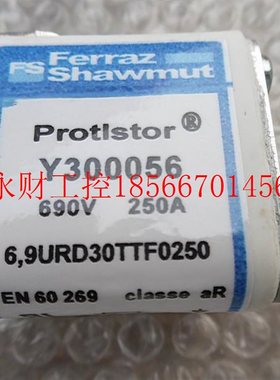 FS Ferraz
Shawmut
Protistor®
Y300056
永财工控18566701456
690V 250A
6,9URD30TTF0250
EN 60 269 classe aR